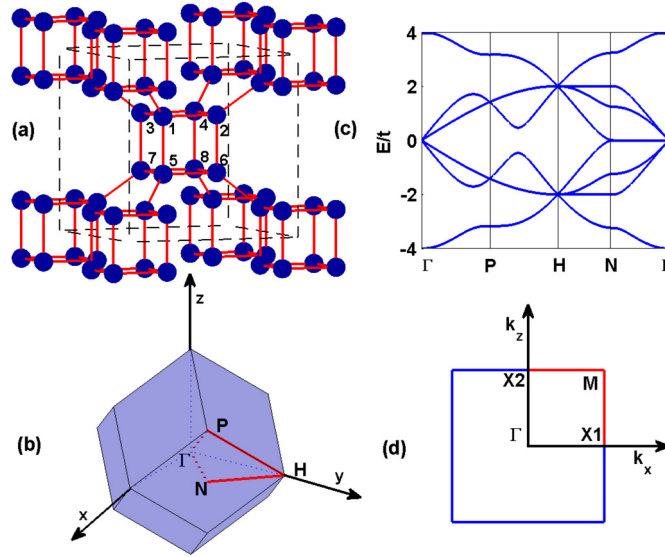 (a)
3
1
4
2
7
5
8
6
(c)
E/t
4
2
0
-2
-4
Γ
P
H
N
Γ
(b)
z
P
Γ
H
N
y
x
(d)
k_z
X2
M
Γ
X1
k_x